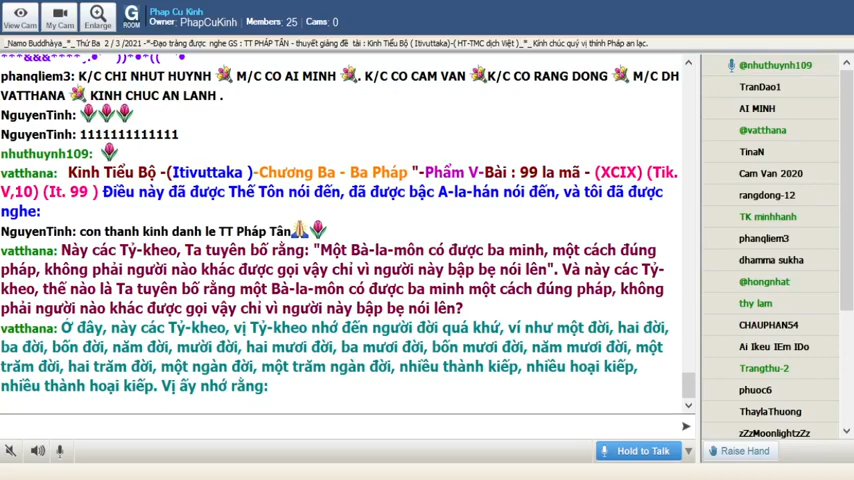 Phap Cu Kinh
Owner: PhapCuKinh | Members: 25 | Cams: 0
View Cam
My Cam
Enlarge
G
ROOM
_Namo Buddhàya_*_Thứ Ba 2 / 3 /2021 -*-Đạo tràng được nghe GS : TT PHÁP TÂN - thuyết giảng đề tài : Kinh Tiểu Bộ ( Itivuttaka)-( HT-TMC dịch Việt )_*_ Kính chúc quý vị thính Pháp an lạc.
phanqliem3: K/C CHI NHUT HUYNH M/C CO AI MINH . K/C CO CAM VAN K/C CO RANG DONG M/C DH
VATTHANA KINH CHUC AN LANH .
NguyenTinh:
NguyenTinh: 1111111111111
nhuthuynh109:
vatthana: Kinh Tiểu Bộ -(Itivuttaka )-Chương Ba - Ba Pháp "-Phẩm V-Bài : 99 la mã - (XCIX) (Tik.
V,10) (It. 99 ) Điều này đã được Thế Tôn nói đến, đã được bậc A-la-hán nói đến, và tôi đã được
nghe:
NguyenTinh: con thanh kinh danh le TT Pháp Tân
vatthana: Này các Tỷ-kheo, Ta tuyên bố rằng: "Một Bà-la-môn có được ba minh, một cách đúng
pháp, không phải người nào khác được gọi vậy chỉ vì người này bập bẹ nói lên". Và này các Tỷ-
kheo, thế nào là Ta tuyên bố rằng một Bà-la-môn có được ba minh một cách đúng pháp, không
phải người nào khác được gọi vậy chỉ vì người này bập bẹ nói lên?
vatthana: Ở đây, này các Tỷ-kheo, vị Tỷ-kheo nhớ đến người đời quá khứ, ví như một đời, hai đời,
ba đời, bốn đời, năm đời, mười đời, hai mươi đời, ba mươi đời, bốn mươi đời, năm mươi đời, một
trăm đời, hai trăm đời, một ngàn đời, một trăm ngàn đời, nhiều thành kiếp, nhiều hoại kiếp,
nhiều thành hoại kiếp. Vị ấy nhớ rằng:
@nhuthuynh109
TranDao1
AI MINH
@vatthana
TinaN
Cam Van 2020
rangdong-12
TK minhhanh
phanqliem3
dhamma sukha
@hongnhat
thy lam
CHAUPHAN54
Ai Ikeu IEm IDo
Trangthu-2
phuoc6
ThaylaThuong
zZzMoonlightzZz
Hold to Talk
Raise Hand